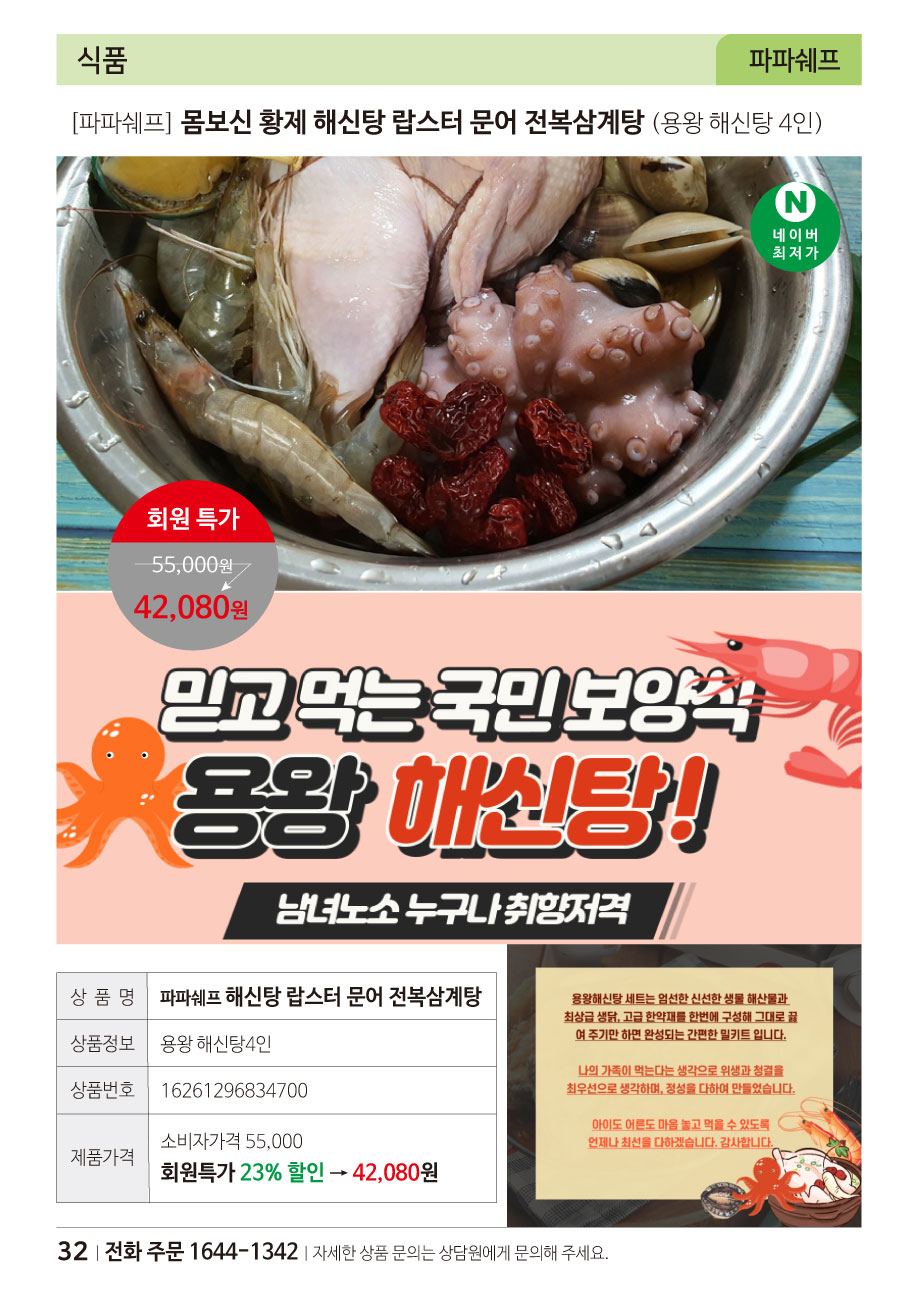 식품
파파쉐프
[파파쉐프] 몸보신 황제 해신탕 랍스터 문어 전복삼계탕 (용왕 해신탕 4인)
N
네이버
최저가
회원 특가
55,000원
42,080원
믿고 먹는 국민 보양식
용왕 해신탕!
남녀노소 누구나 취향저격
상 품 명 파파쉐프 해신탕 랍스터 문어 전복삼계탕
상품정보 용왕 해신탕4인
상품번호 16261296834700
제품가격 소비자가격 55,000
회원특가 23% 할인 → 42,080원
용왕해신탕 세트는 엄선한 신선한 생물 해산물과
최상급 생닭, 고급 한약재를 한번에 구성해 그대로 끓
여 주기만 하면 완성되는 간편한 밀키트 입니다.
나의 가족이 먹는다는 생각으로 위생과 청결을
최우선으로 생각하며, 정성을 다하여 만들었습니다.
아이도 어른도 마음 놓고 먹을 수 있도록
언제나 최선을 다하겠습니다. 감사합니다.
32 | 전화 주문 1644-1342 | 자세한 상품 문의는 상담원에게 문의해 주세요.